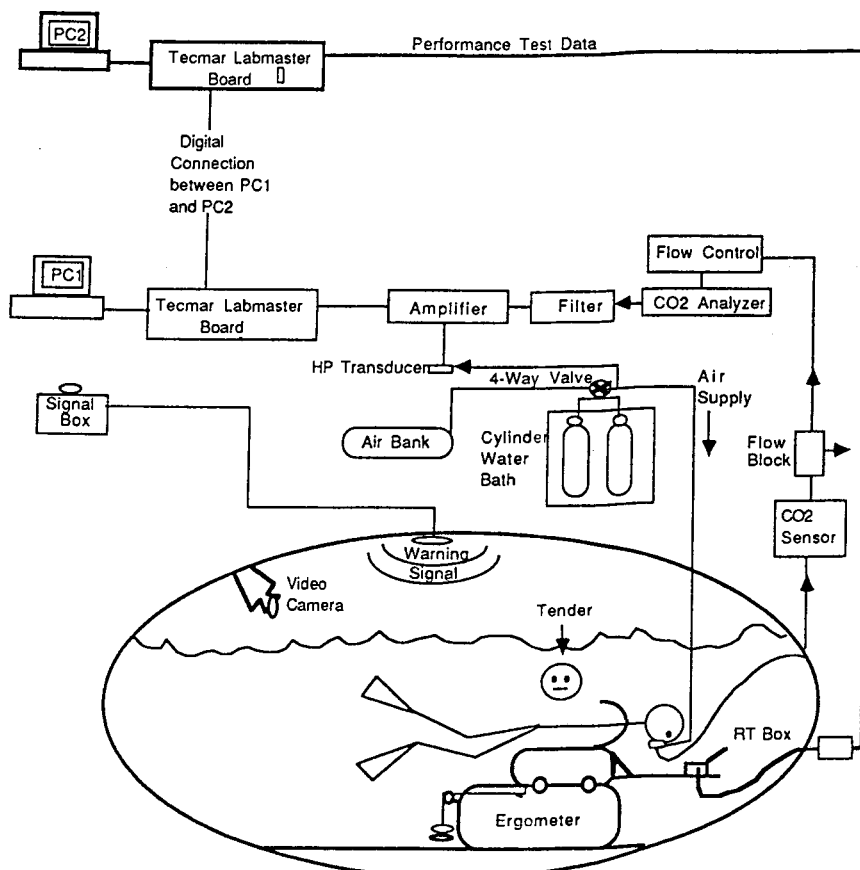 PC2
Tecmar Labmaster
Board
Performance Test Data
Digital
Connection
between PC1
and PC2
PC1
Tecmar Labmaster
Board
Amplifier
Filter
Flow Control
CO2 Analyzer
HP Transducer
4-Way Valve
Air
Supply
Signal
Box
Air Bank
Cylinder
Water
Bath
Flow
Block
CO2
Sensor
Warning
Signal
Video
Camera
Tender
RT Box
Ergometer